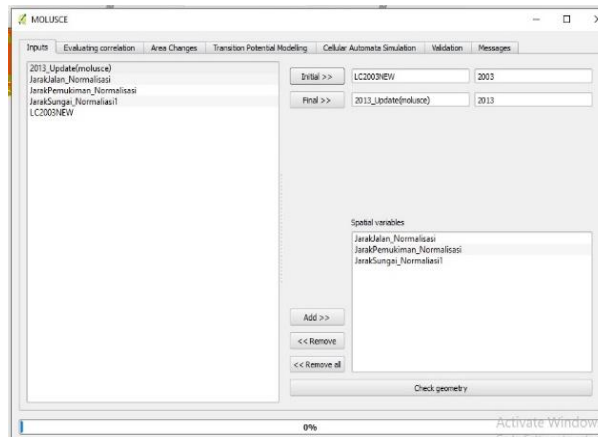 MOLUSCE
Inputs Evaluating correlation Area Changes Transition Potential Modelling Cellular Automata Simulation Validation Messages
2013_Update(molusce)
JarakJalan_Normalisasi
JarakPemukiman_Normalisasi
JarakSungai_Normaliasi1
LC2003NEW
Initial >> LC2003NEW 2003
Final >> 2013_Update(molusce) 2013
Spatial variables
JarakJalan_Normalisasi
JarakPemukiman_Normalisasi
JarakSungai_Normaliasi1
Add >>
<< Remove
<< Remove all
Check geometry
0%
Activate Window